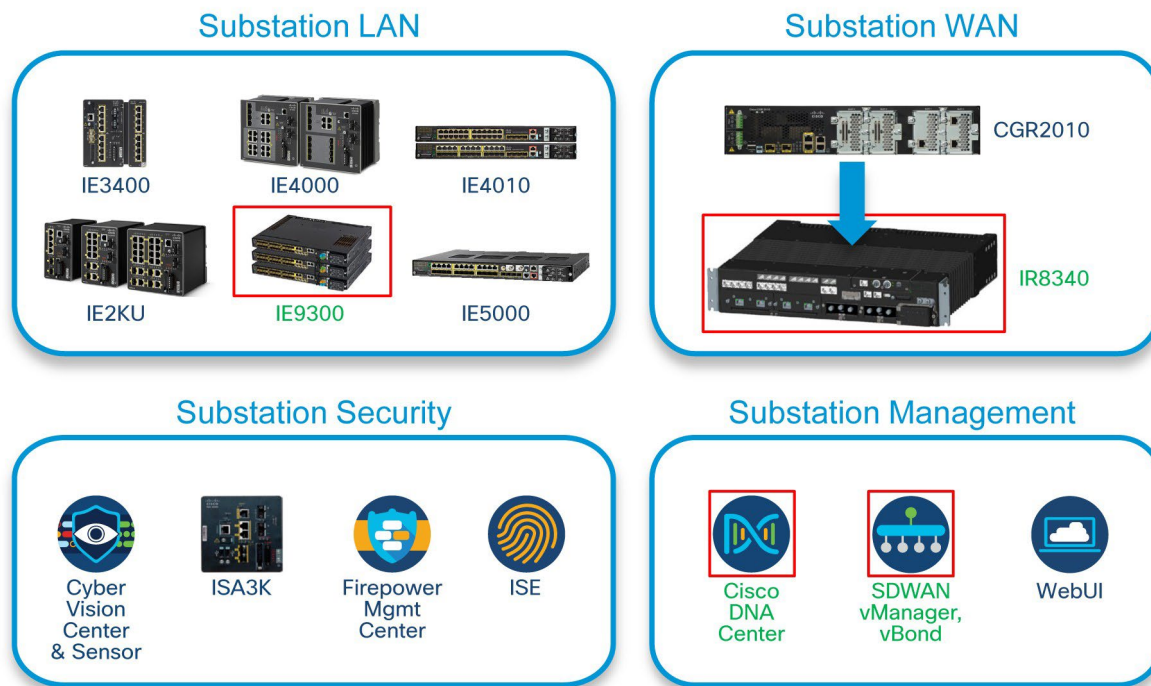 Substation LAN
Substation WAN
IE3400
IE4000
IE4010
IE2KU
IE9300
IE5000
CGR2010
IR8340
Substation Security
Substation Management
Cyber
Vision
Center
& Sensor
ISA3K
Firepower
Mgmt
Center
ISE
Cisco
DNA
Center
SDWAN
vManager,
vBond
WebUI